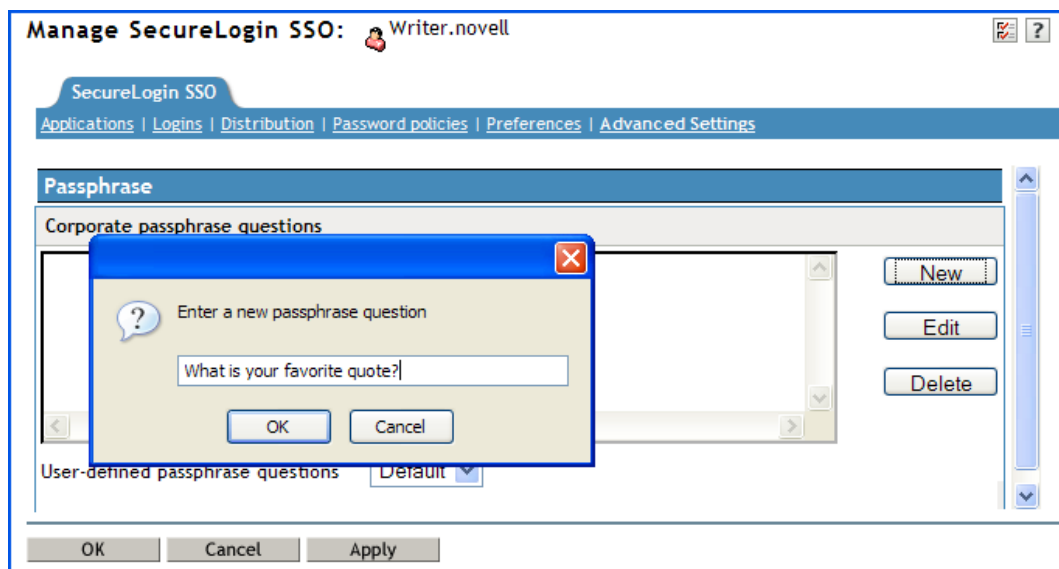 Manage SecureLogin SSO: Writer.novell
?
SecureLogin SSO
Applications | Logins | Distribution | Password policies | Preferences | Advanced Settings
Passphrase
Corporate passphrase questions
New
?
Enter a new passphrase question
Edit
What is your favorite quote?
Delete
OK Cancel
User-defined passphrase questions Default
OK Cancel Apply